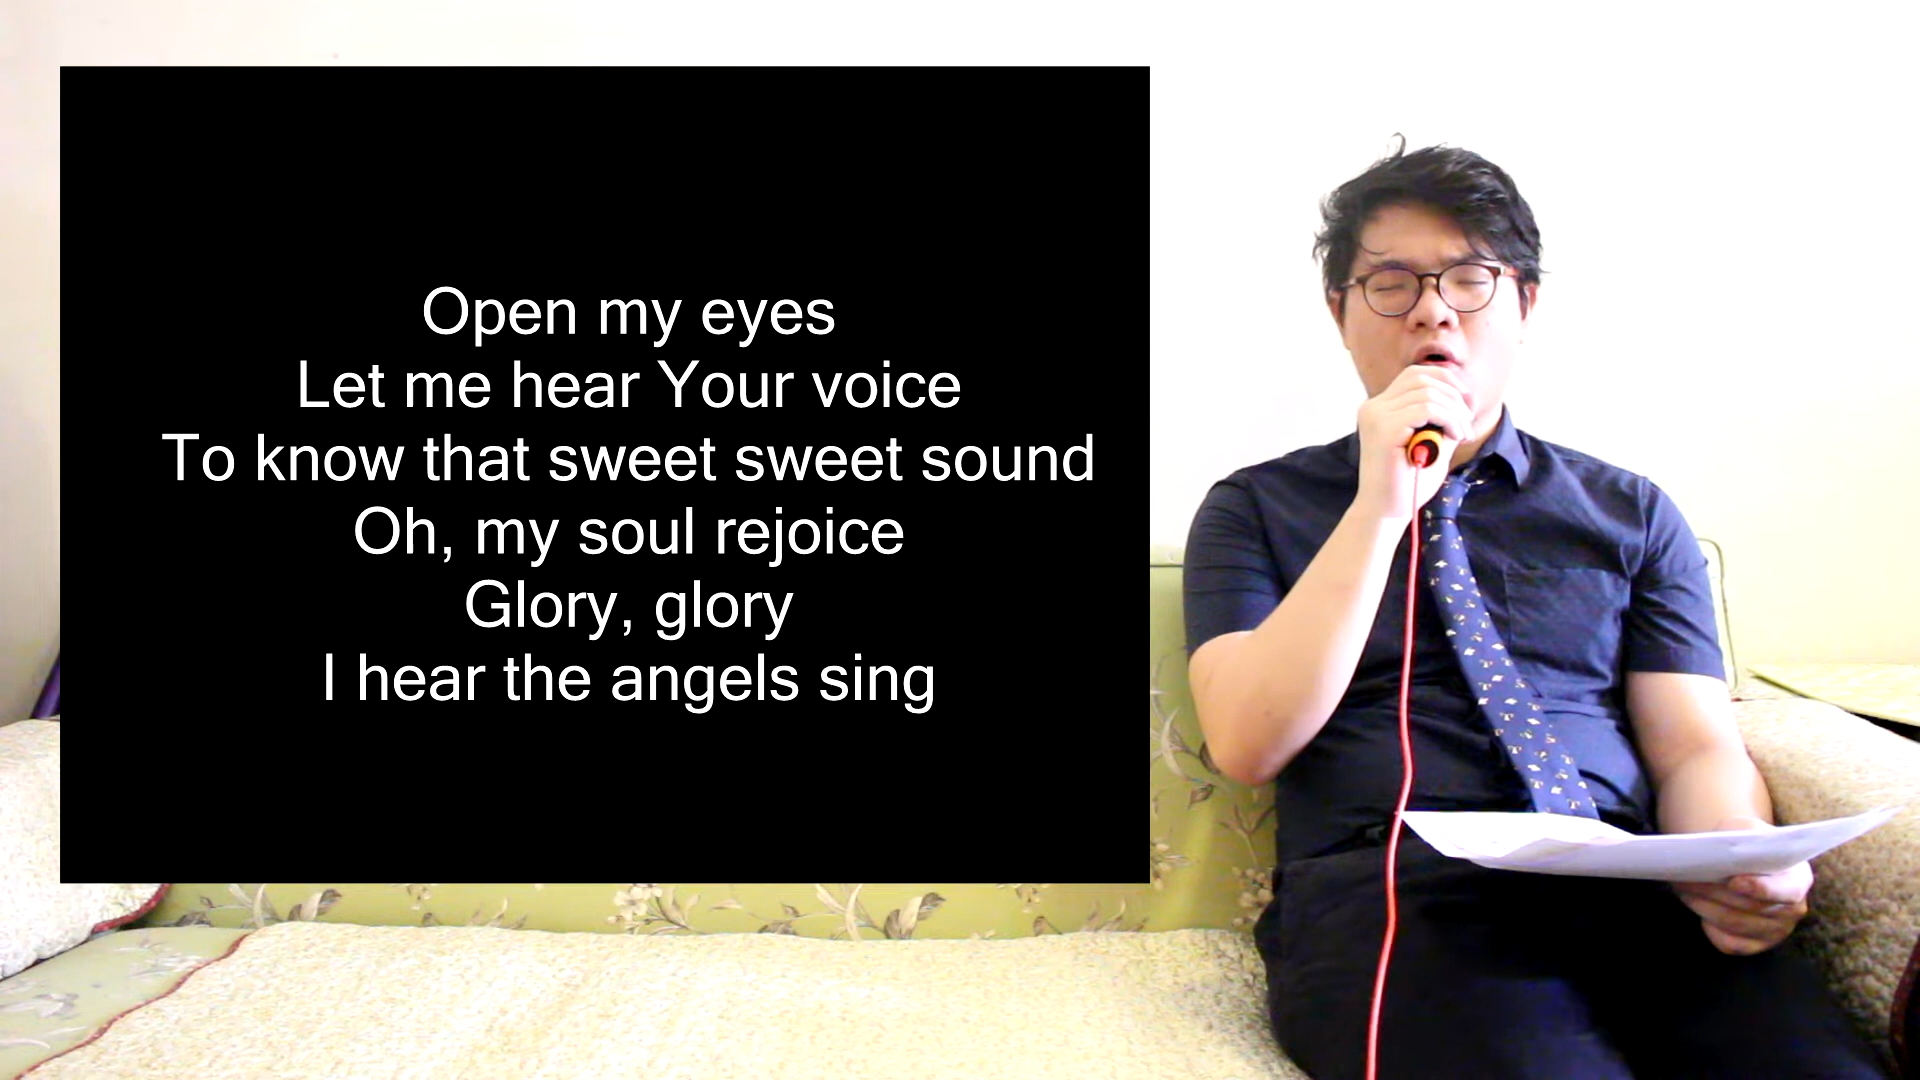 Open my eyes
Let me hear Your voice
To know that sweet sweet sound
Oh, my soul rejoice
Glory, glory
I hear the angels sing